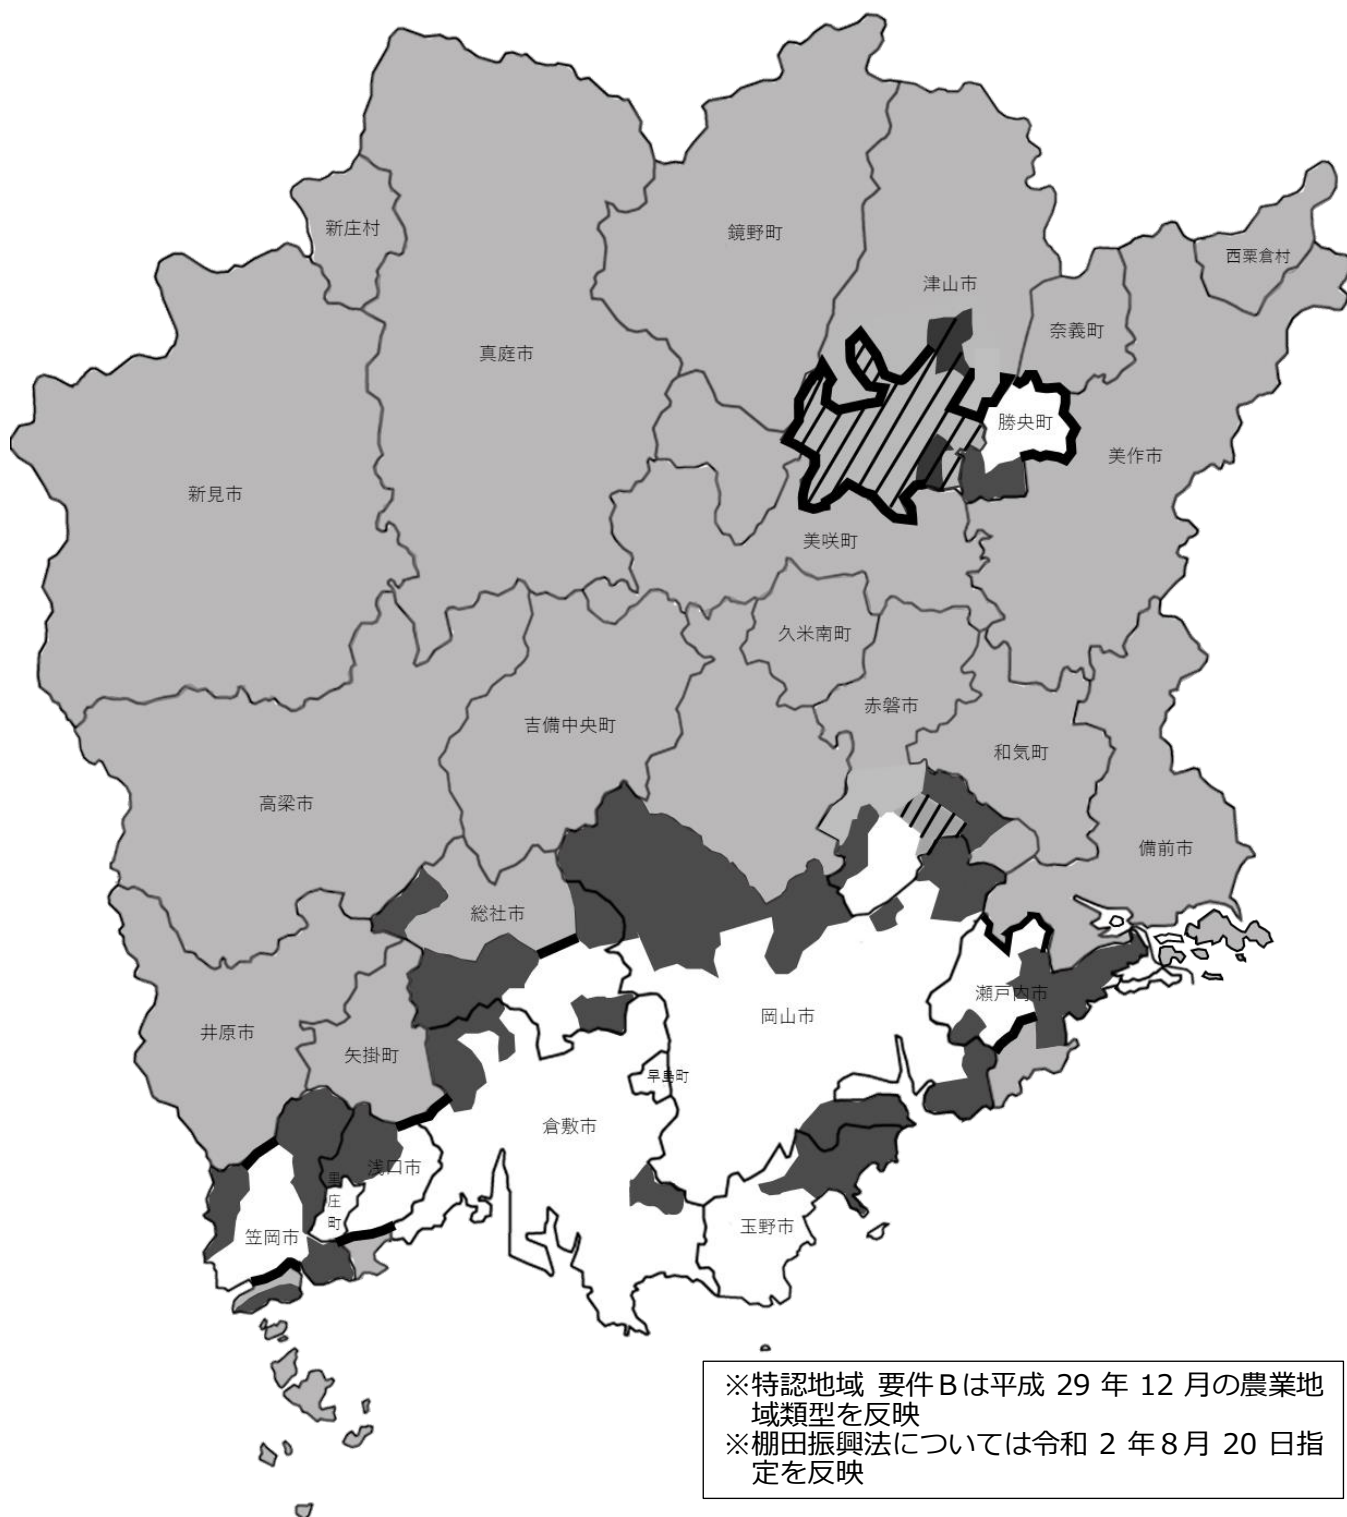 新庄村
鏡野町
西粟倉村
津山市
奈義町
真庭市
勝央町
美作市
新見市
美咲町
久米南町
赤磐市
吉備中央町
和気町
高梁市
備前市
総社市
瀬戸内市
岡山市
井原市
矢掛町
早島町
倉敷市
浅口市
里庄町
玉野市
笠岡市
※特認地域 要件Bは平成 29 年 12 月の農業地
域類型を反映
※棚田振興法については令和 2 年8月 20 日指
定を反映